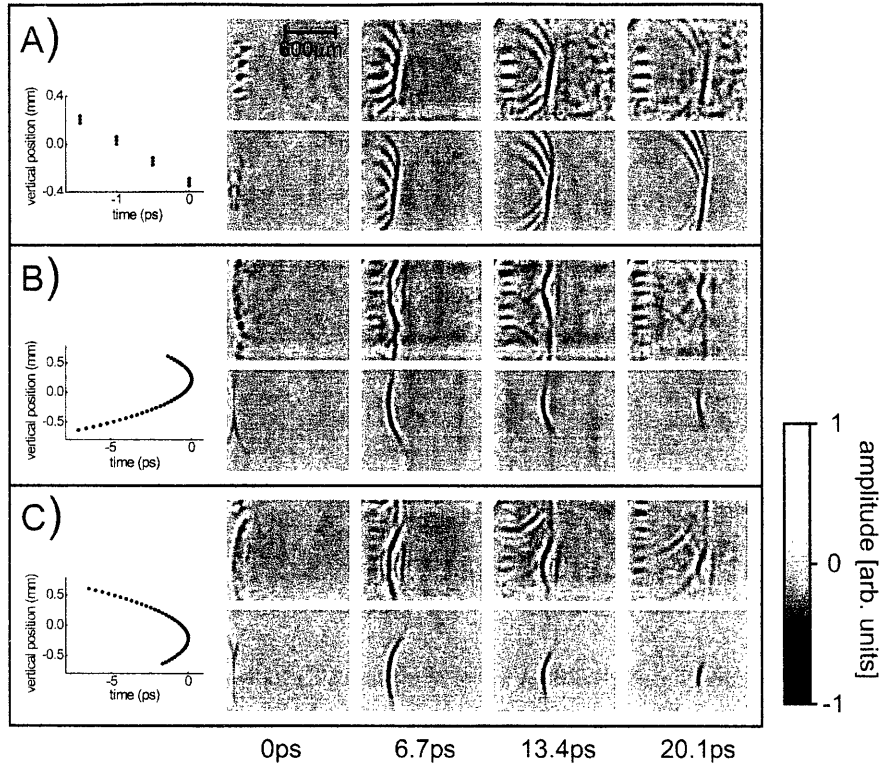 A)
600μm
vertical position (mm)
0.4
0.0
-0.4
-1
0
time (ps)
B)
vertical position (mm)
0.5
0.0
-0.5
-5
0
time (ps)
C)
vertical position (mm)
0.5
0.0
-0.5
-5
0
time (ps)
0ps
6.7ps
13.4ps
20.1ps
1
0
-1
amplitude [arb. units]